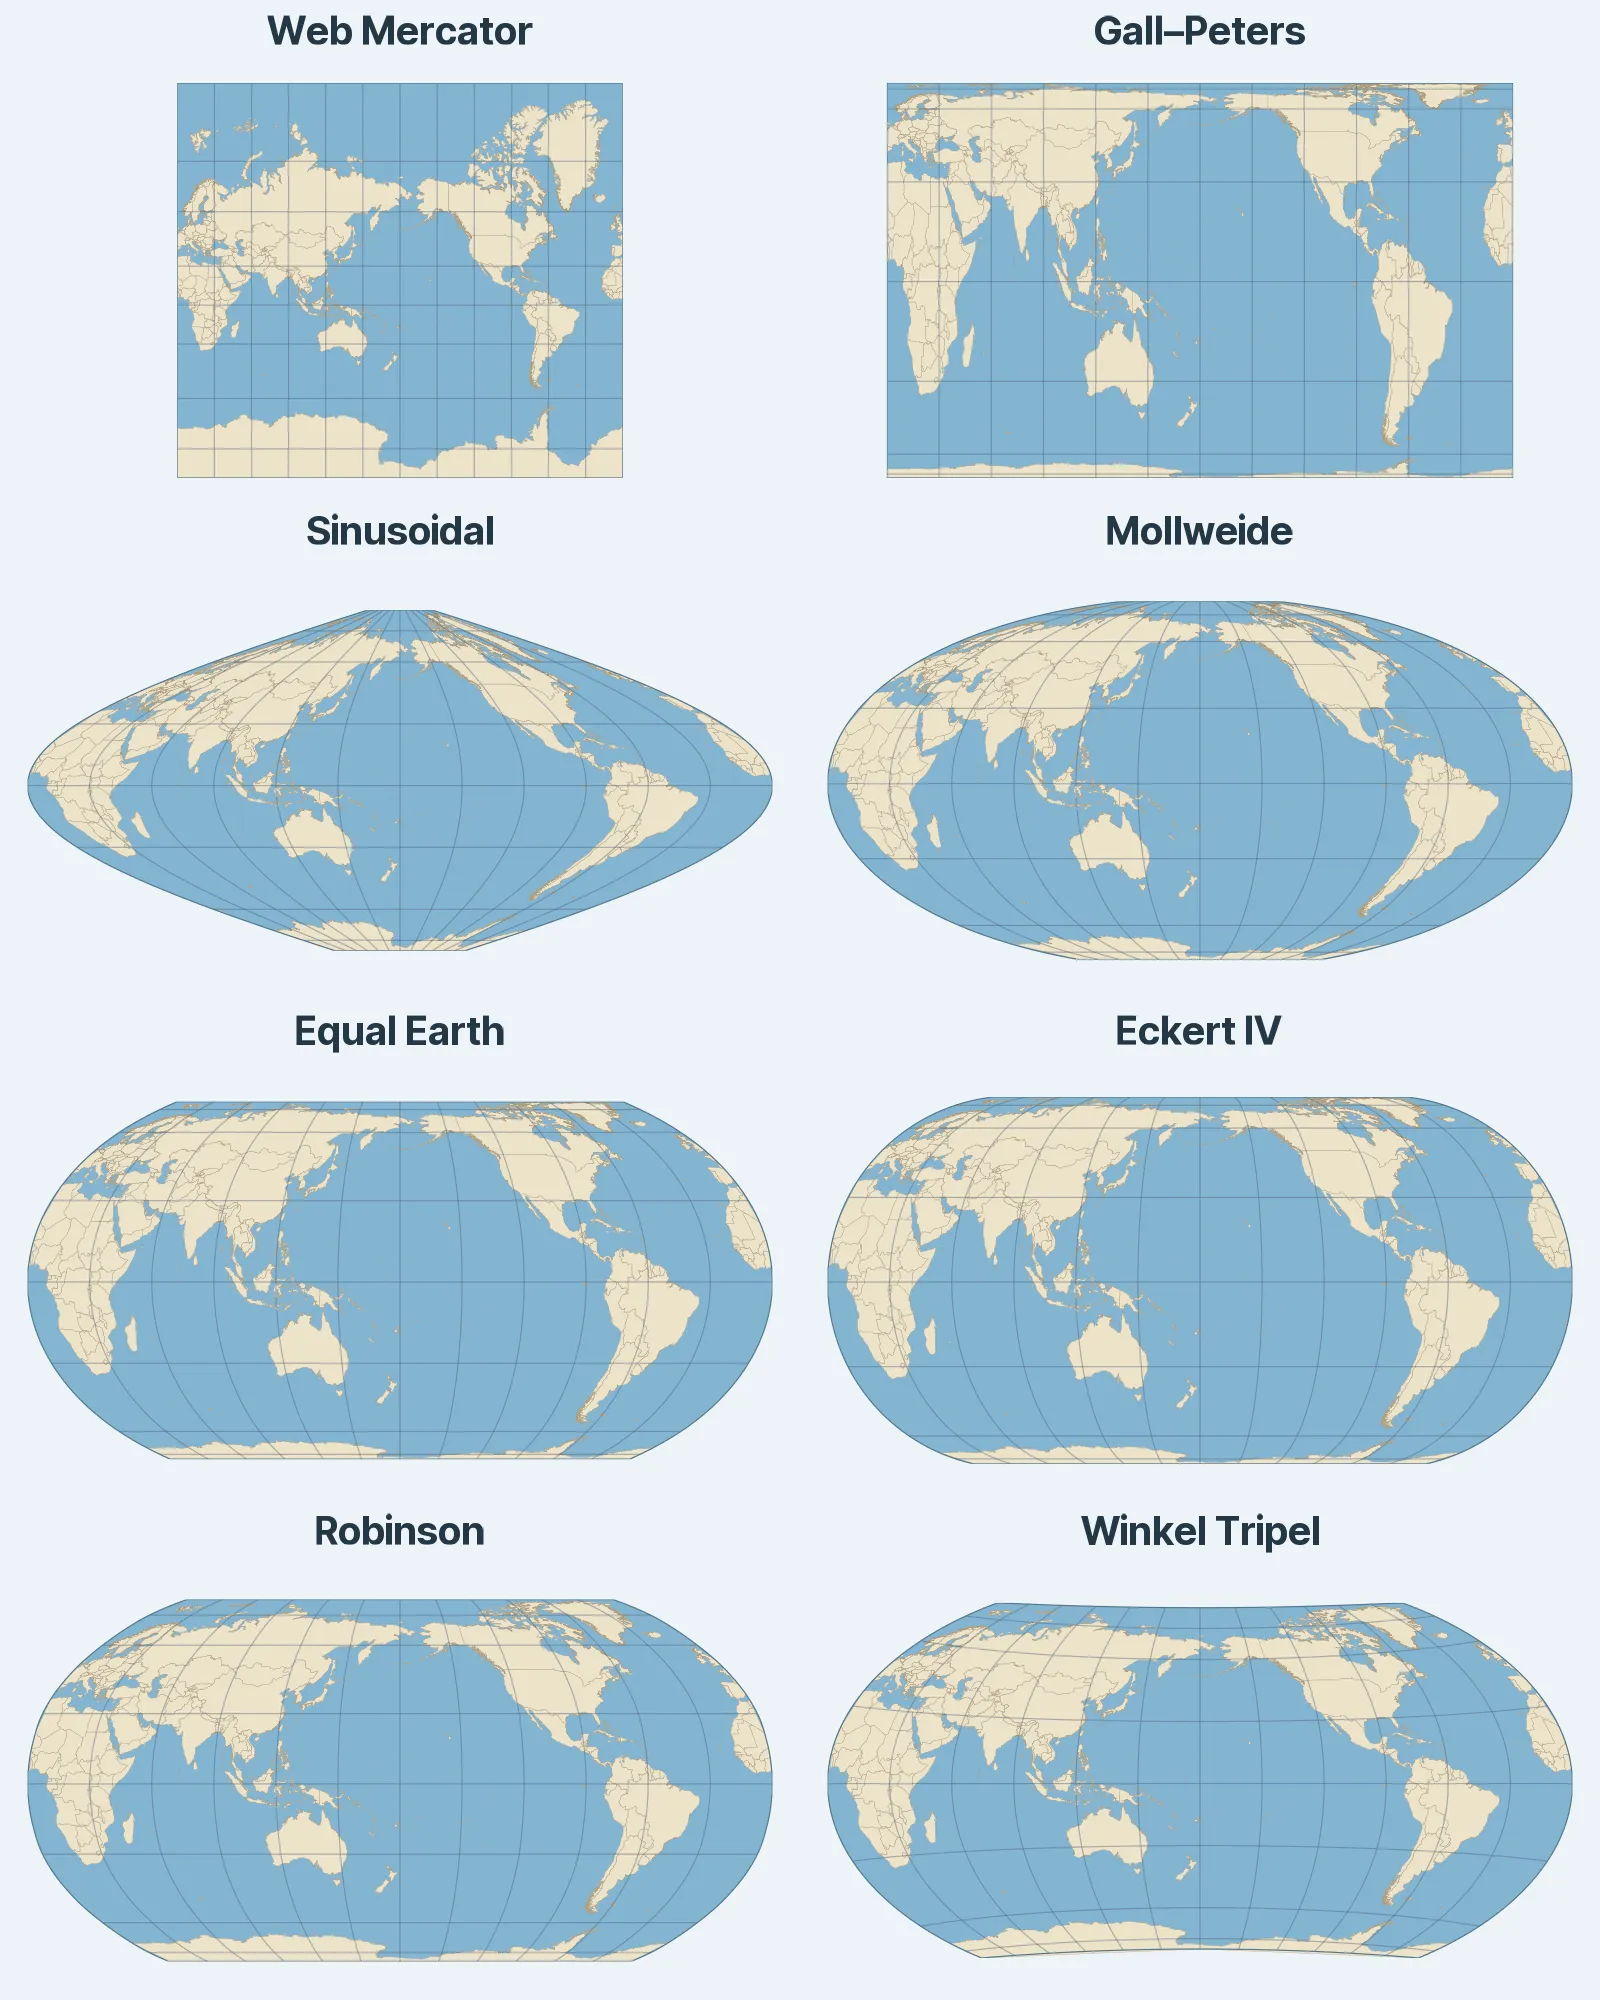 Web Mercator
Gall–Peters
Sinusoidal
Mollweide
Equal Earth
Eckert IV
Robinson
Winkel Tripel